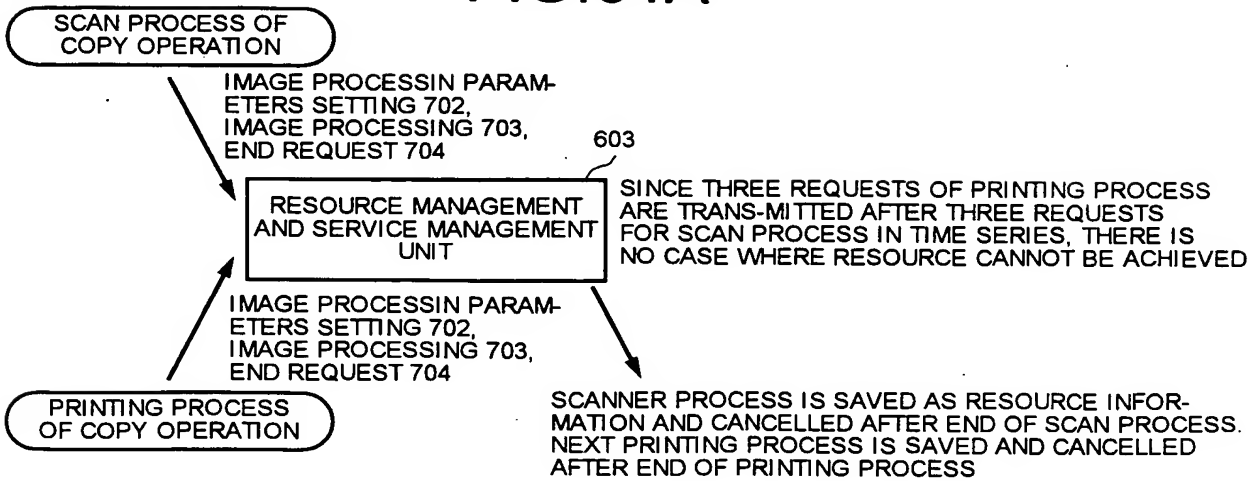 SCAN PROCESS OF
COPY OPERATION
IMAGE PROCESSIN PARAM-
ETERS SETTING 702,
IMAGE PROCESSING 703,
END REQUEST 704
603
RESOURCE MANAGEMENT
AND SERVICE MANAGEMENT
UNIT
SINCE THREE REQUESTS OF PRINTING PROCESS
ARE TRANS-MITTED AFTER THREE REQUESTS
FOR SCAN PROCESS IN TIME SERIES, THERE IS
NO CASE WHERE RESOURCE CANNOT BE ACHIEVED
IMAGE PROCESSIN PARAM-
ETERS SETTING 702,
IMAGE PROCESSING 703,
END REQUEST 704
PRINTING PROCESS
OF COPY OPERATION
SCANNER PROCESS IS SAVED AS RESOURCE INFOR-
MATION AND CANCELLED AFTER END OF SCAN PROCESS.
NEXT PRINTING PROCESS IS SAVED AND CANCELLED
AFTER END OF PRINTING PROCESS